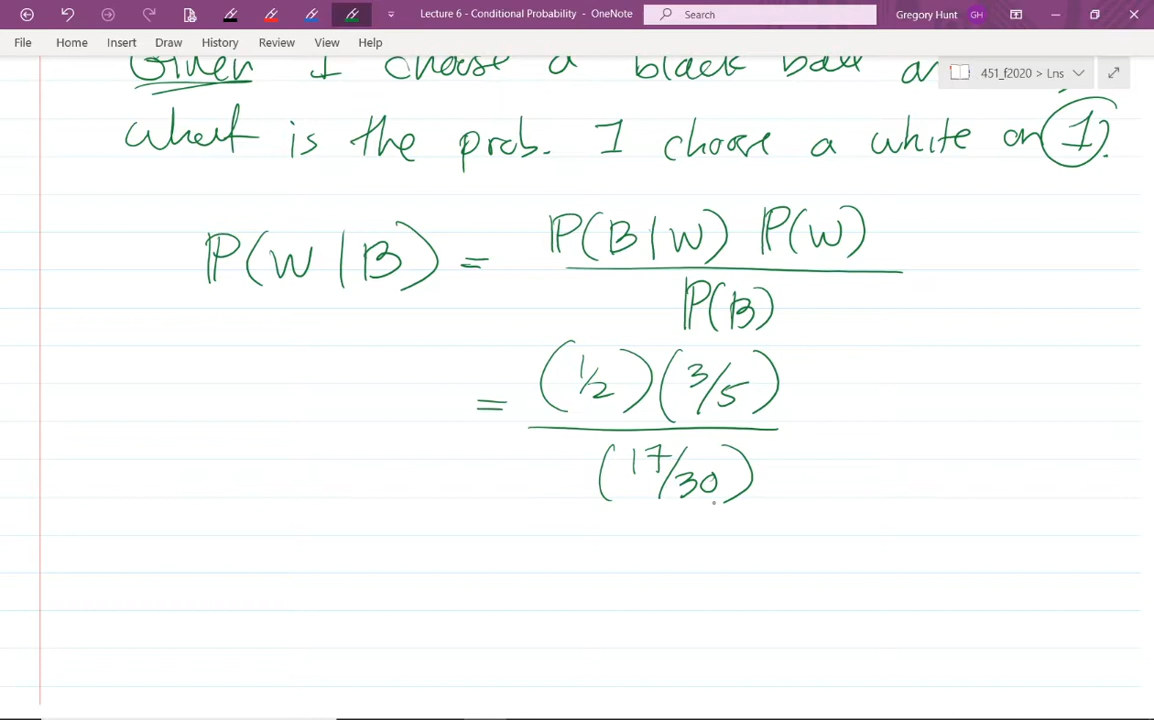 Lecture 6 - Conditional Probability - OneNote
Search
Gregory Hunt
GH
File Home Insert Draw History Review View Help
451_f2020 > Lns
Given I choose a black ball
what is the prob. I choose a white on 1.
P(W|B) = P(B|W) P(W)
P(B)
= (1/2)(3/5)
(17/30)